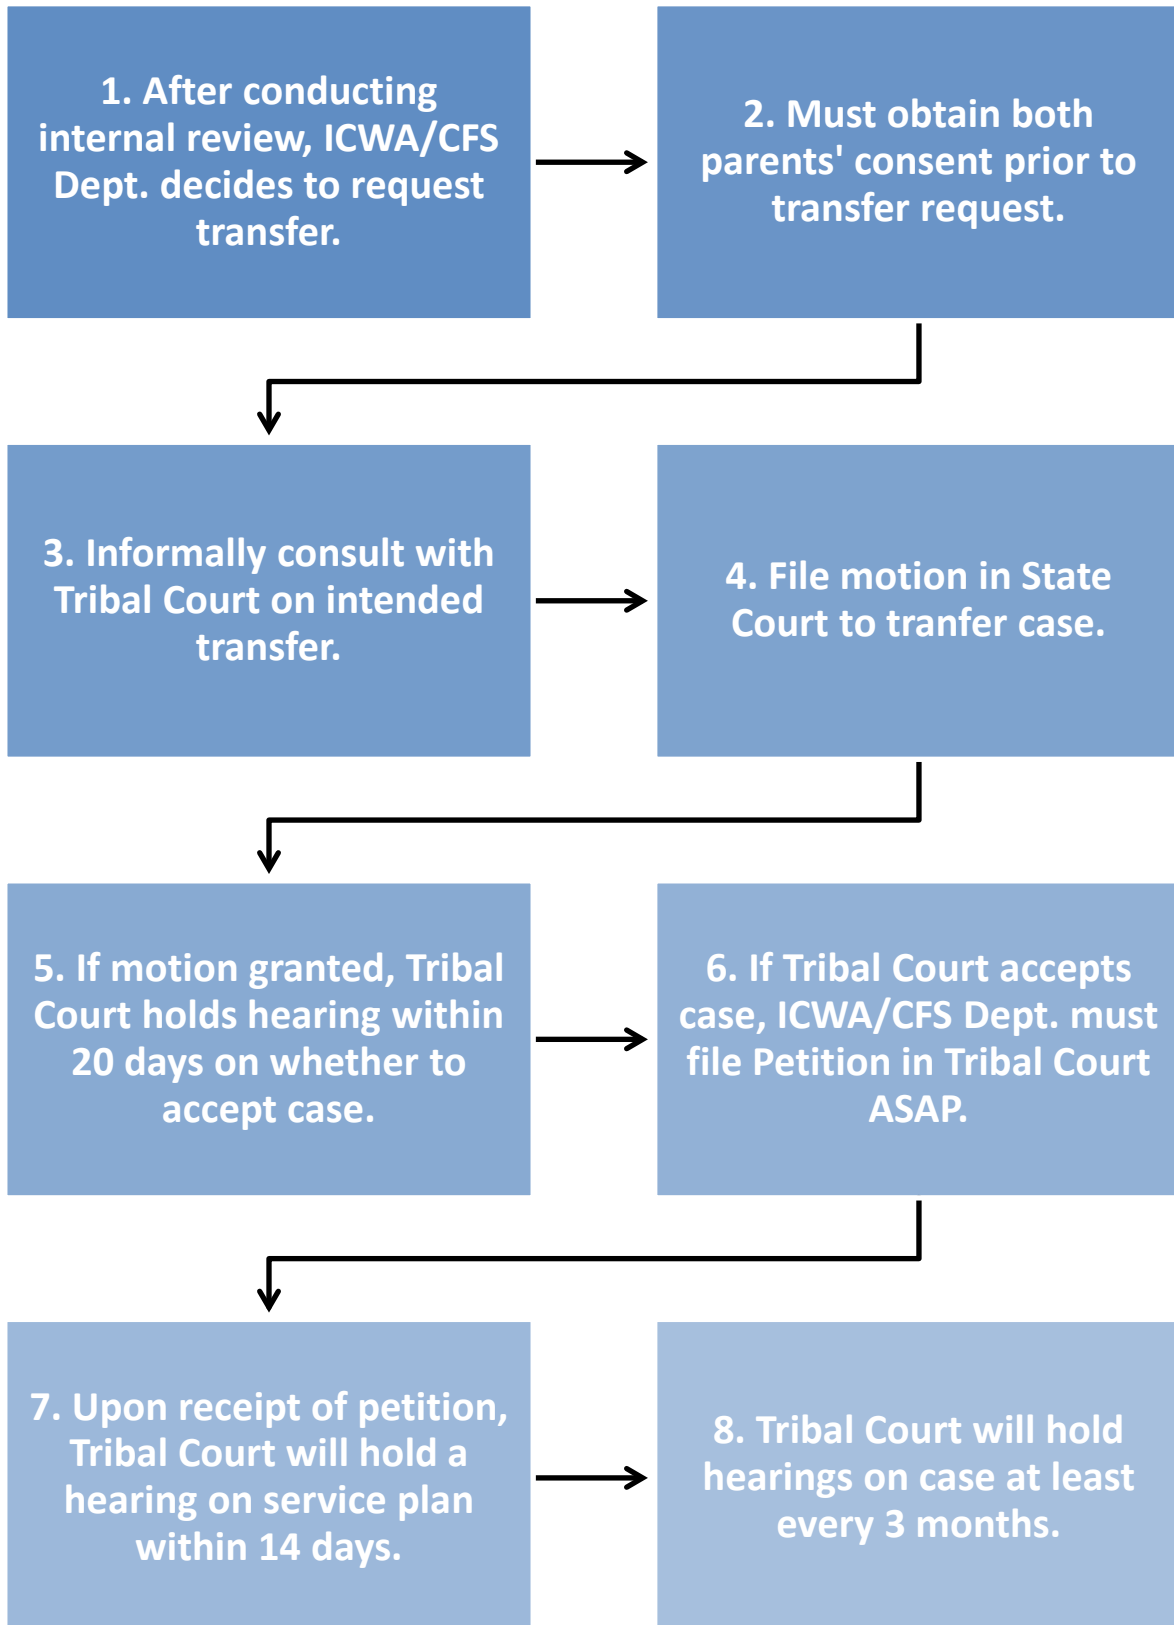 1. After conducting
internal review, ICWA/CFS
Dept. decides to request
transfer.
2. Must obtain both
parents' consent prior to
transfer request.
3. Informally consult with
Tribal Court on intended
transfer.
4. File motion in State
Court to tranfer case.
5. If motion granted, Tribal
Court holds hearing within
20 days on whether to
accept case.
6. If Tribal Court accepts
case, ICWA/CFS Dept. must
file Petition in Tribal Court
ASAP.
7. Upon receipt of petition,
Tribal Court will hold a
hearing on service plan
within 14 days.
8. Tribal Court will hold
hearings on case at least
every 3 months.